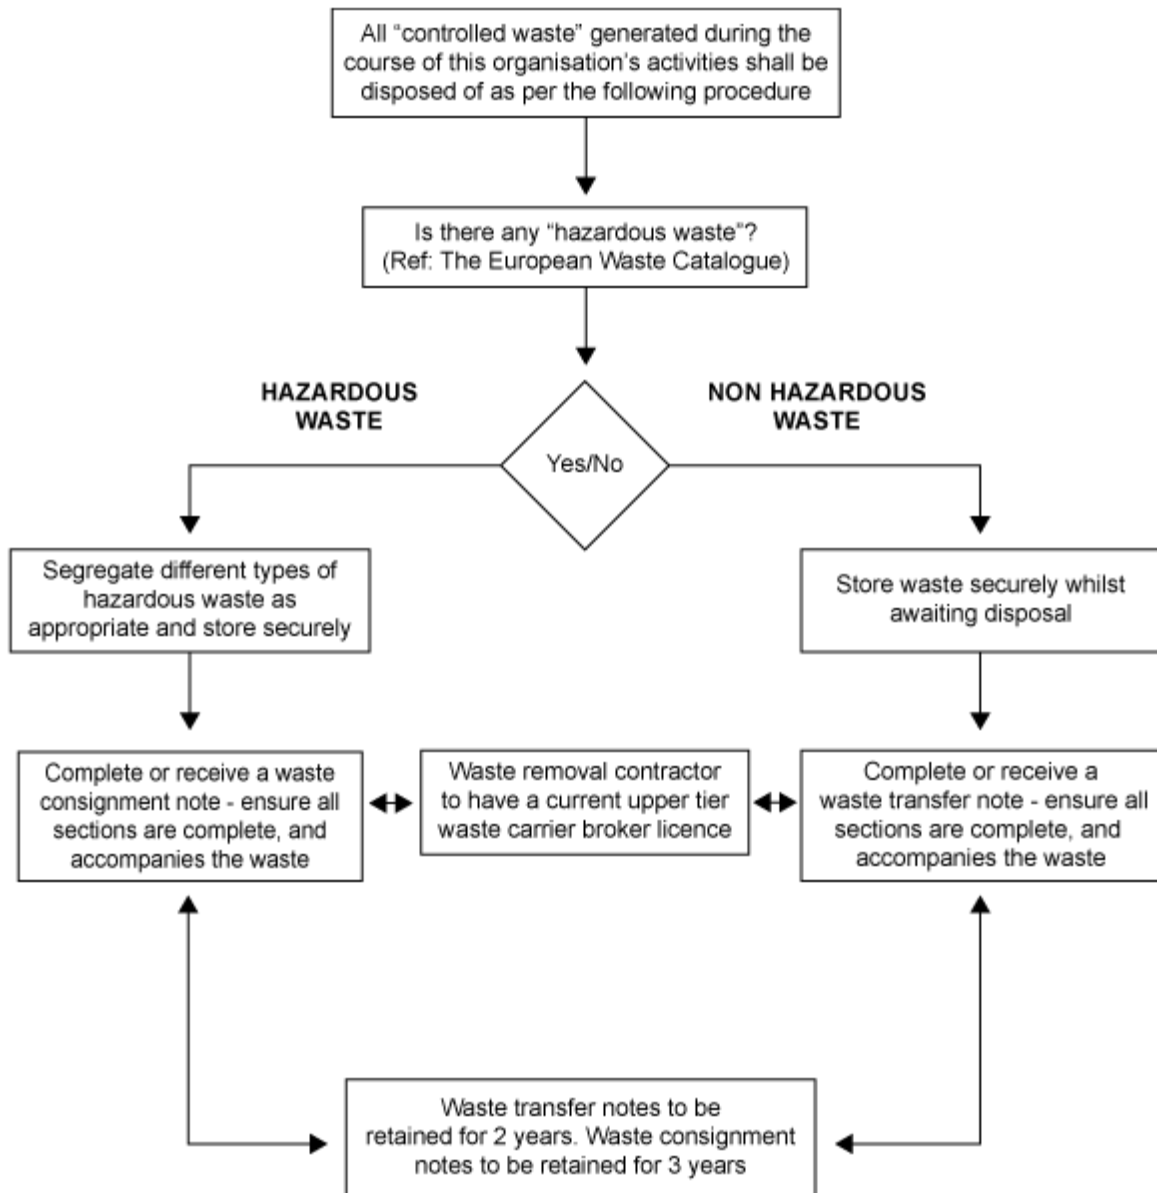 All “controlled waste” generated during the
course of this organisation’s activities shall be
disposed of as per the following procedure
Is there any “hazardous waste”?
(Ref: The European Waste Catalogue)
HAZARDOUS
WASTE
NON HAZARDOUS
WASTE
Yes/No
Segregate different types of
hazardous waste as
appropriate and store securely
Store waste securely whilst
awaiting disposal
Complete or receive a waste
consignment note - ensure all
sections are complete, and
accompanies the waste
Waste removal contractor
to have a current upper tier
waste carrier broker licence
Complete or receive a
waste transfer note - ensure all
sections are complete, and
accompanies the waste
Waste transfer notes to be
retained for 2 years. Waste consignment
notes to be retained for 3 years